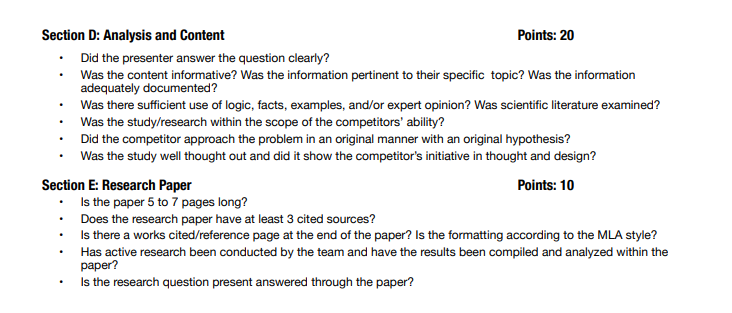 Section D: Analysis and Content Points: 20
• Did the presenter answer the question clearly?
• Was the content informative? Was the information pertinent to their specific topic? Was the information
adequately documented?
• Was there sufficient use of logic, facts, examples, and/or expert opinion? Was scientific literature examined?
• Was the study/research within the scope of the competitors' ability?
• Did the competitor approach the problem in an original manner with an original hypothesis?
• Was the study well thought out and did it show the competitor's initiative in thought and design?
Section E: Research Paper Points: 10
• Is the paper 5 to 7 pages long?
• Does the research paper have at least 3 cited sources?
• Is there a works cited/reference page at the end of the paper? Is the formatting according to the MLA style?
• Has active research been conducted by the team and have the results been compiled and analyzed within the
paper?
• Is the research question present answered through the paper?